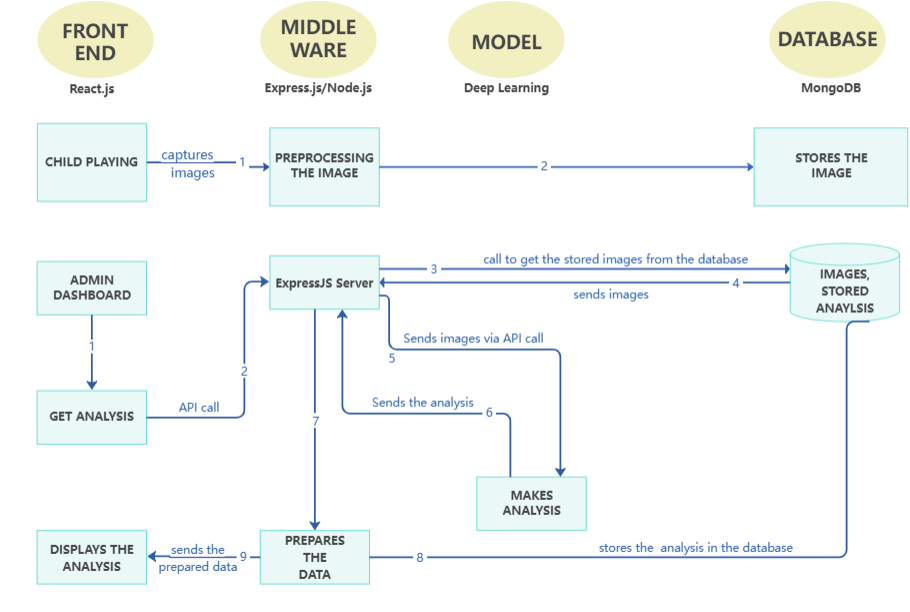 FRONT
END
MIDDLE
WARE
MODEL
DATABASE
React.js
Express.js/Node.js
Deep Learning
MongoDB
CHILD PLAYING
captures
images
1
PREPROCESSING
THE IMAGE
2
STORES THE
IMAGE
ADMIN
DASHBOARD
1
GET ANALYSIS
API call
2
ExpressJS Server
3
call to get the stored images from the database
4
sends images
IMAGES,
STORED
ANAYLSIS
Sends images via API call
5
Sends the analysis
6
7
MAKES
ANALYSIS
DISPLAYS THE
ANALYSIS
sends the
prepared data
9
PREPARES
THE
DATA
8
stores the analysis in the database